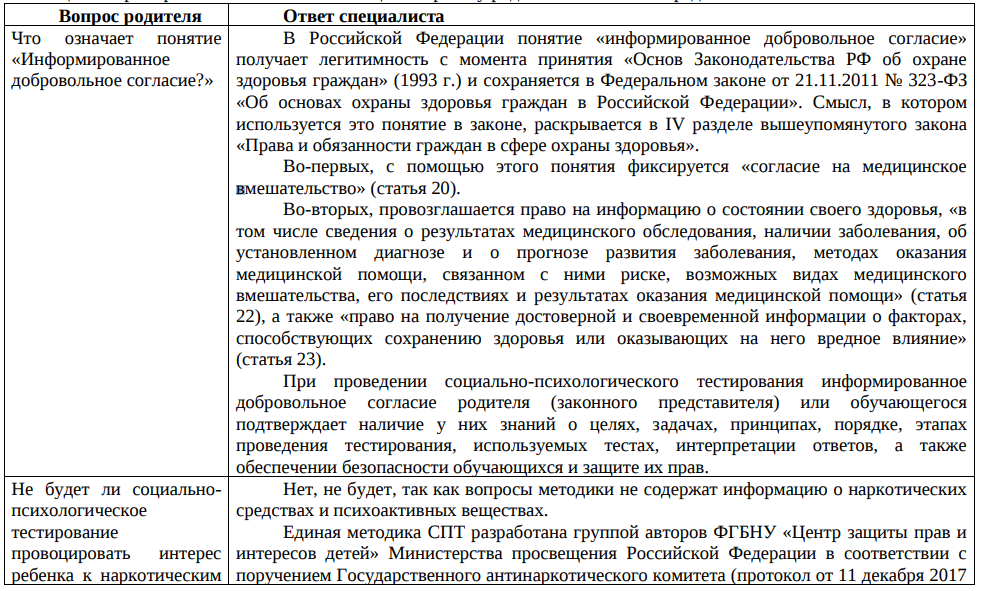 Вопрос родителя
Ответ специалиста
Что означает понятие
«Информированное
добровольное согласие?»
В Российской Федерации понятие «информированное добровольное согласие»
получает легитимность с момента принятия «Основ Законодательства РФ об охране
здоровья граждан» (1993 г.) и сохраняется в Федеральном законе от 21.11.2011 № 323-ФЗ
«Об основах охраны здоровья граждан в Российской Федерации». Смысл, в котором
используется это понятие в законе, раскрывается в IV разделе вышеупомянутого закона
«Права и обязанности граждан в сфере охраны здоровья».
Во-первых, с помощью этого понятия фиксируется «согласие на медицинское
вмешательство» (статья 20).
Во-вторых, провозглашается право на информацию о состоянии своего здоровья, «в
том числе сведения о результатах медицинского обследования, наличии заболевания, об
установленном диагнозе и о прогнозе развития заболевания, методах оказания
медицинской помощи, связанном с ними риске, возможных видах медицинского
вмешательства, его последствиях и результатах оказания медицинской помощи» (статья
22), а также «право на получение достоверной и своевременной информации о факторах,
способствующих сохранению здоровья или оказывающих на него вредное влияние»
(статья 23).
При проведении социально-психологического тестирования информированное
добровольное согласие родителя (законного представителя) или обучающегося
подтверждает наличие у них знаний о целях, задачах, принципах, порядке, этапах
проведения тестирования, используемых тестах, интерпретации ответов, а также
обеспечении безопасности обучающихся и защите их прав.
Не будет ли социально-
психологическое
тестирование
провоцировать интерес
ребенка к наркотическим
Нет, не будет, так как вопросы методики не содержат информацию о наркотических
средствах и психоактивных веществах.
Единая методика СПТ разработана группой авторов ФГБНУ «Центр защиты прав и
интересов детей» Министерства просвещения Российской Федерации в соответствии с
поручением Государственного антинаркотического комитета (протокол от 11 декабря 2017